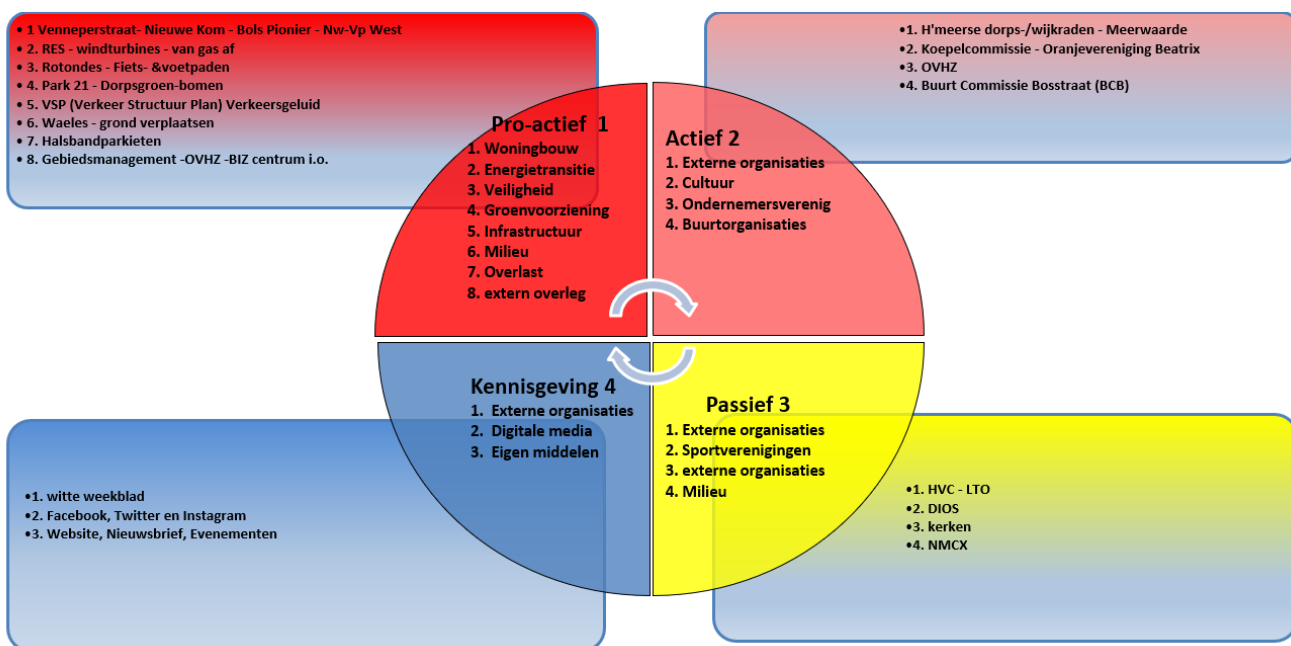 • 1 Venneperstraat- Nieuwe Kom - Bols Pionier - Nw-Vp West
• 2. RES - windturbines - van gas af
• 3. Rotondes - Fiets- &voetpaden
• 4. Park 21 - Dorpsgroen-bomen
• 5. VSP (Verkeer Structuur Plan) Verkeersgeluid
• 6. Waeles - grond verplaatsen
• 7. Halsbandparkieten
• 8. Gebiedsmanagement -OVHZ -BIZ centrum i.o.
•1. H'meerse dorps-/wijkraden - Meerwaarde
•2. Koepelcommissie - Oranjevereniging Beatrix
•3. OVHZ
•4. Buurt Commissie Bosstraat (BCB)
Pro-actief 1
1. Woningbouw
2. Energietransitie
3. Veiligheid
4. Groenvoorziening
5. Infrastructuur
6. Milieu
7. Overlast
8. extern overleg
Actief 2
1. Externe organisaties
2. Cultuur
3. Ondernemersverenig
4. Buurtorganisaties
Kennisgeving 4
1. Externe organisaties
2. Digitale media
3. Eigen middelen
Passief 3
1. Externe organisaties
2. Sportverenigingen
3. externe organisaties
4. Milieu
•1. witte weekblad
•2. Facebook, Twitter en Instagram
•3. Website, Nieuwsbrief, Evenementen
•1. HVC - LTO
•2. DIOS
•3. kerken
•4. NMCX